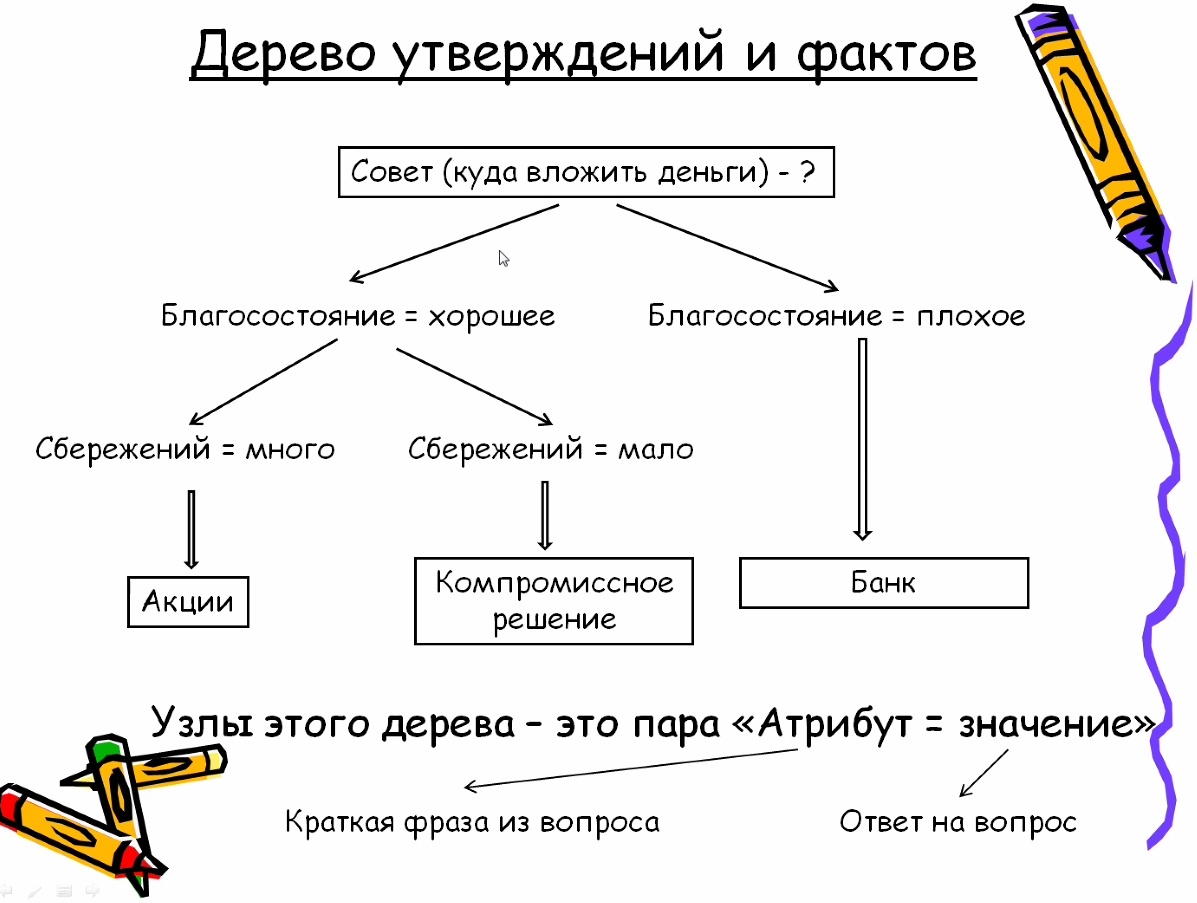 Дерево утверждений и фактов
Совет (куда вложить деньги) - ?
Благосостояние = хорошее
Благосостояние = плохое
Сбережений = много
Сбережений = мало
Акции
Компромиссное
решение
Банк
Узлы этого дерева – это пара «Атрибут = значение»
Краткая фраза из вопроса
Ответ на вопрос